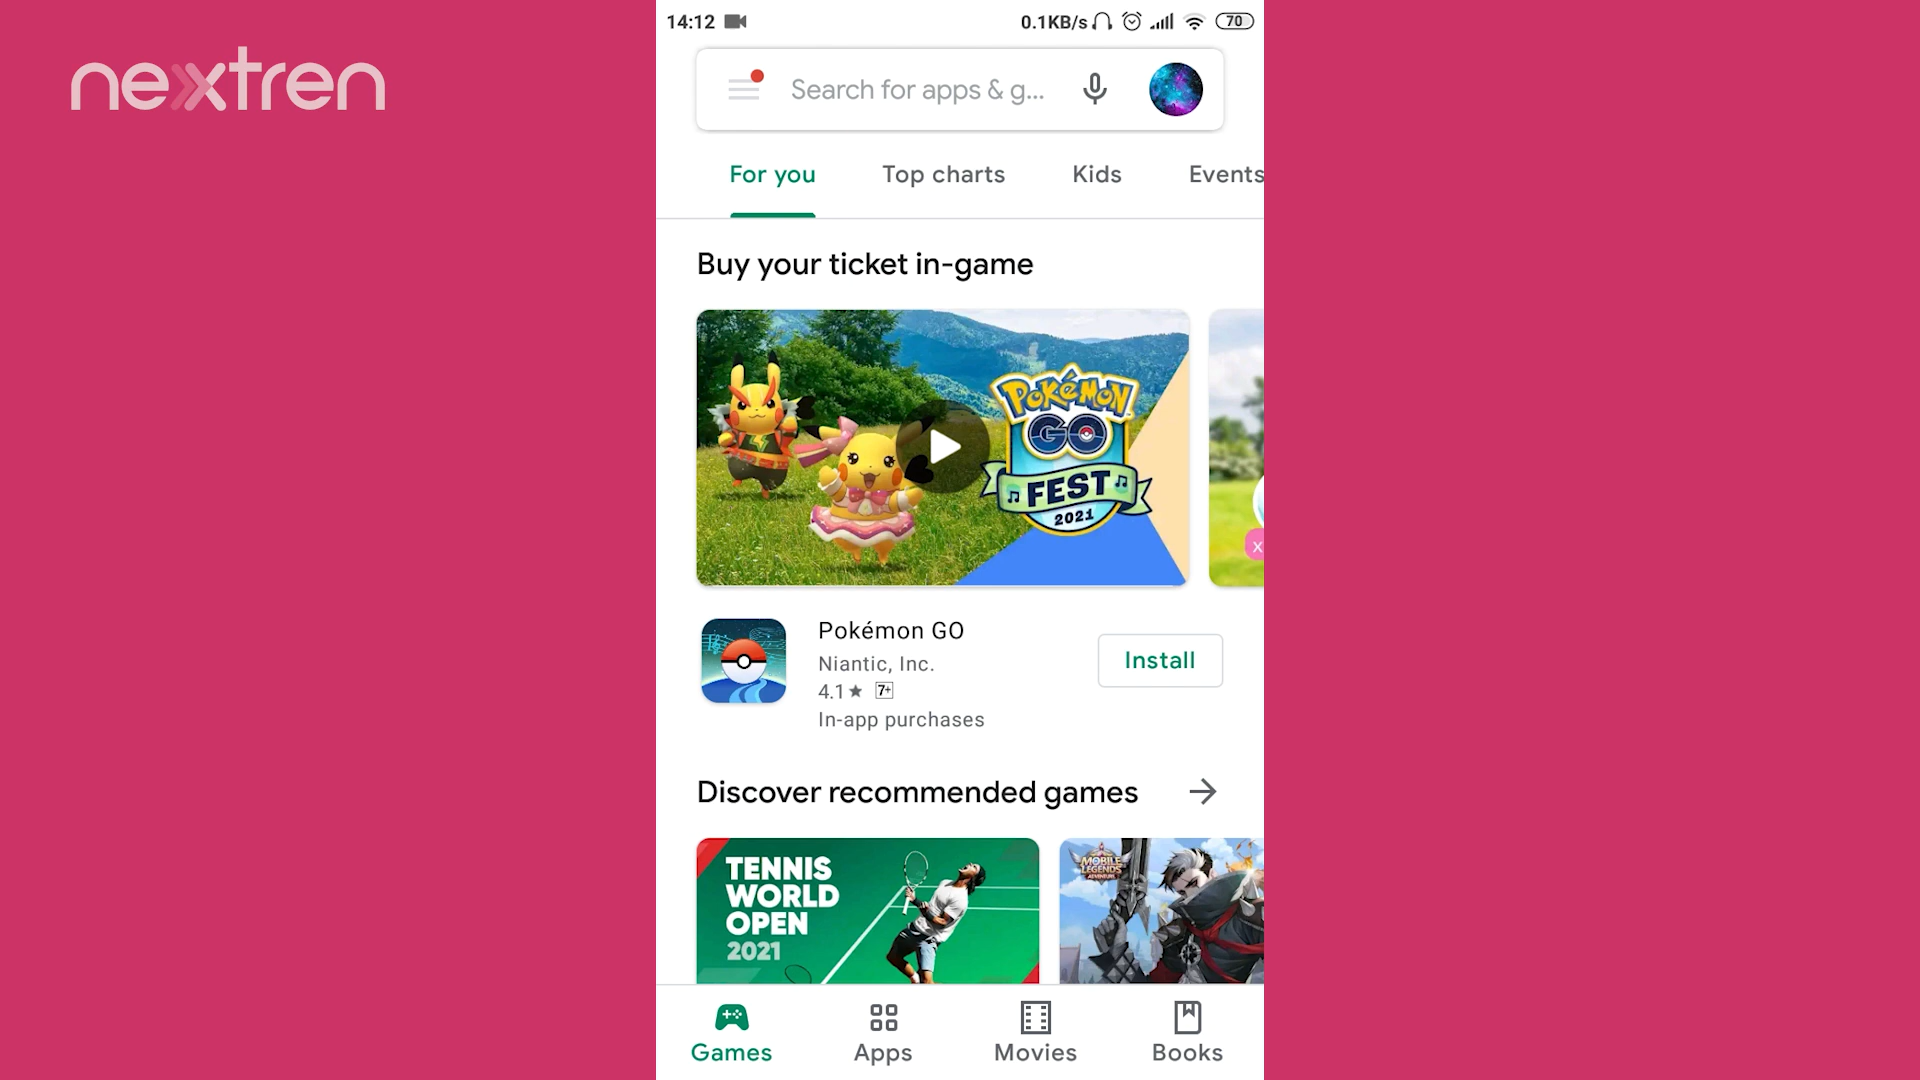 nextren
14:12
0.1KB/s
70
Search for apps & g...
For you
Top charts
Kids
Events
Buy your ticket in-game
POKÉMON
GO
FEST
2021
x
Pokémon GO
Niantic, Inc.
4.1★ 7+
In-app purchases
Install
Discover recommended games
TENNIS
WORLD
OPEN
2021
MOBILE
LEGENDS
ADVENTURE
Games
Apps
Movies
Books